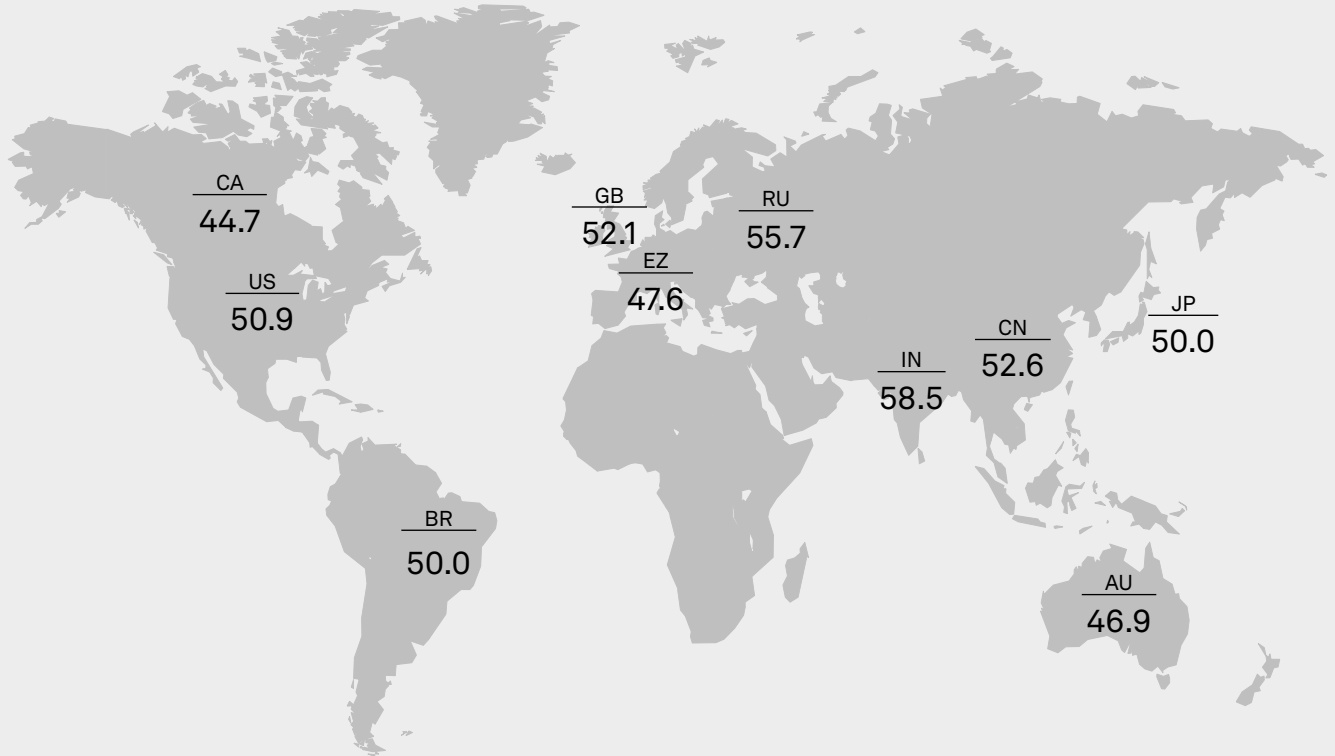 CA
44.7
GB
52.1
RU
55.7
EZ
47.6
US
50.9
JP
50.0
CN
52.6
IN
58.5
BR
50.0
AU
46.9